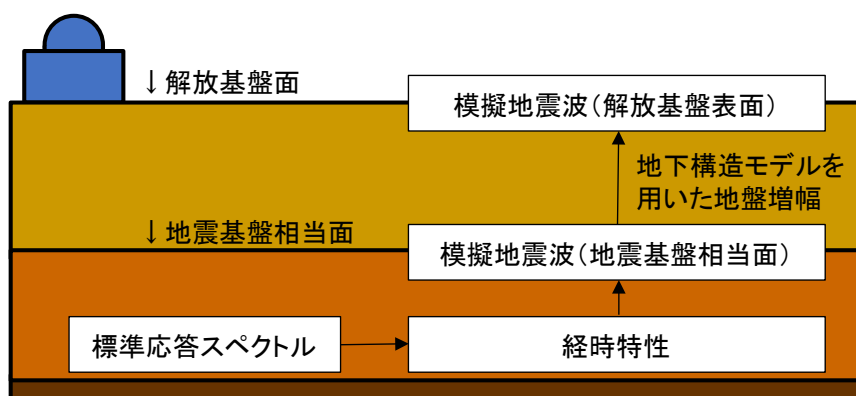 ↓解放基盤面
模擬地震波(解放基盤表面)
地下構造モデルを
用いた地盤増幅
↓地震基盤相当面
模擬地震波(地震基盤相当面)
標準応答スペクトル
経時特性